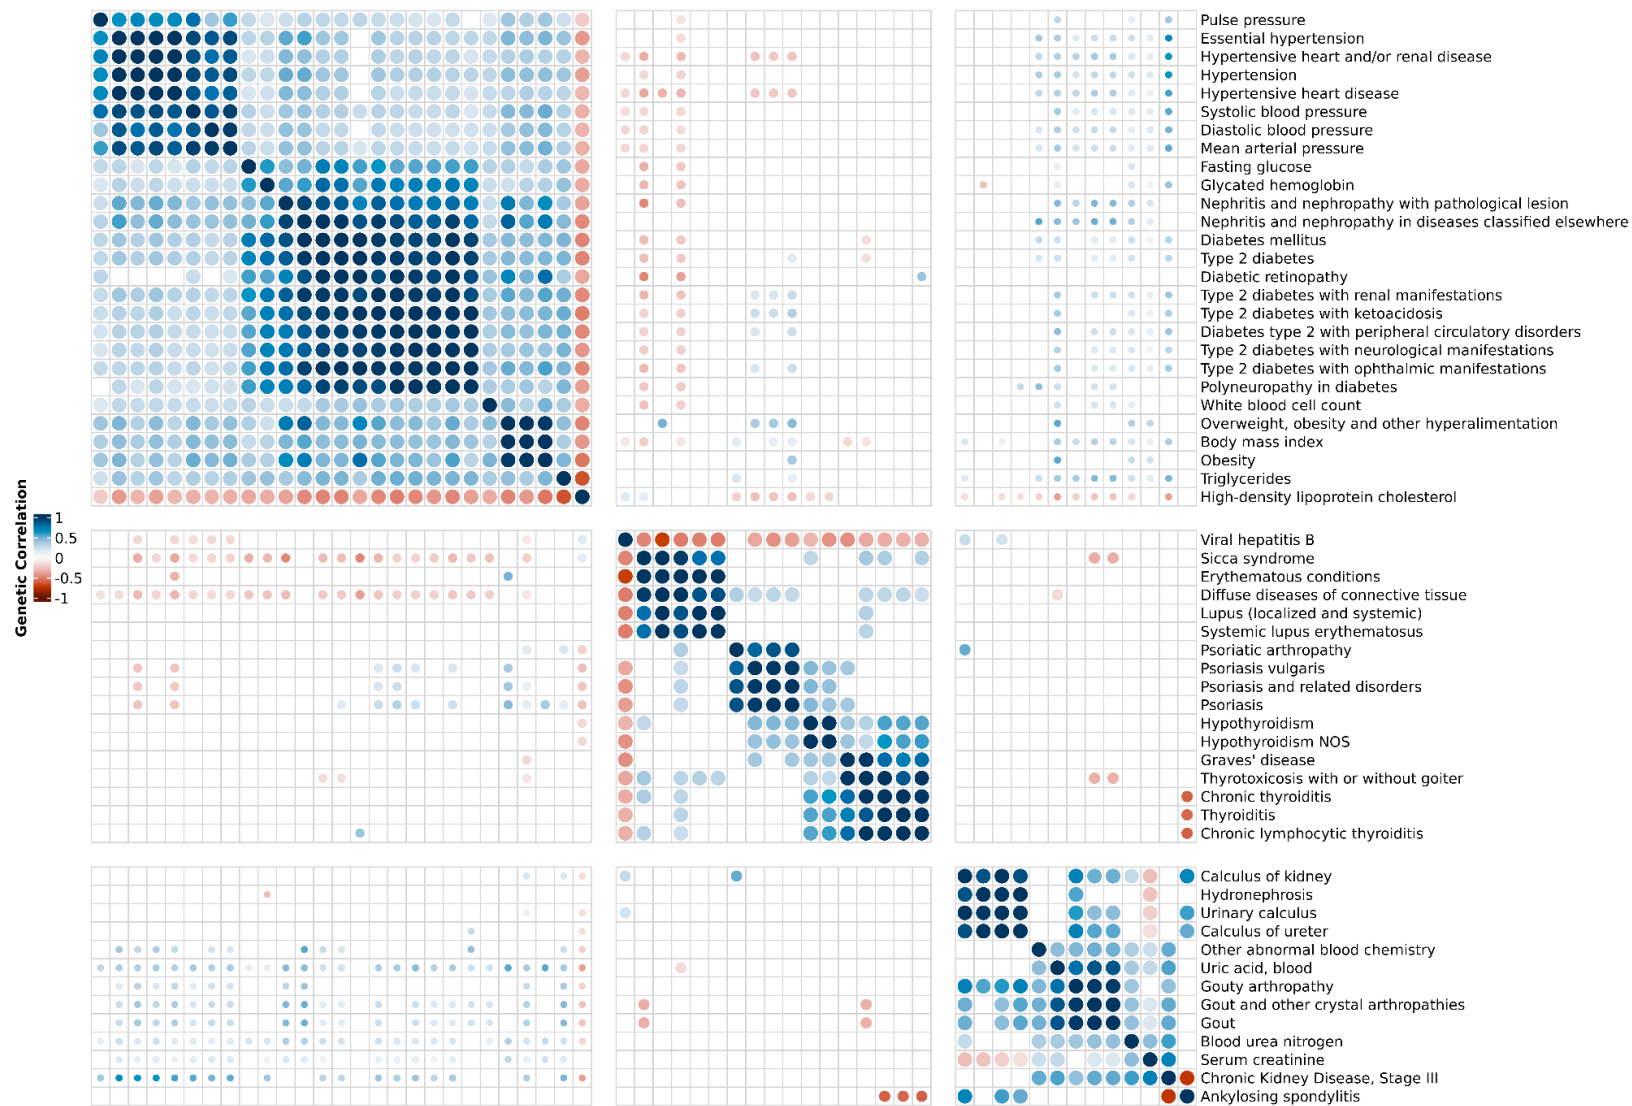 Pulse pressure
Essential hypertension
Hypertensive heart and/or renal disease
Hypertension
Hypertensive heart disease
Systolic blood pressure
Diastolic blood pressure
Mean arterial pressure
Fasting glucose
Glycated hemoglobin
Nephritis and nephropathy with pathological lesion
Nephritis and nephropathy in diseases classified elsewhere
Diabetes mellitus
Type 2 diabetes
Diabetic retinopathy
Type 2 diabetes with renal manifestations
Type 2 diabetes with ketoacidosis
Diabetes type 2 with peripheral circulatory disorders
Type 2 diabetes with neurological manifestations
Type 2 diabetes with ophthalmic manifestations
Polyneuropathy in diabetes
White blood cell count
Overweight, obesity and other hyperalimentation
Body mass index
Obesity
Triglycerides
High-density lipoprotein cholesterol
Genetic Correlation
1
0.5
0
-0.5
-1
Viral hepatitis B
Sicca syndrome
Erythematous conditions
Diffuse diseases of connective tissue
Lupus (localized and systemic)
Systemic lupus erythematosus
Psoriatic arthropathy
Psoriasis vulgaris
Psoriasis and related disorders
Psoriasis
Hypothyroidism
Hypothyroidism NOS
Graves' disease
Thyrotoxicosis with or without goiter
Chronic thyroiditis
Thyroiditis
Chronic lymphocytic thyroiditis
Calculus of kidney
Hydronephrosis
Urinary calculus
Calculus of ureter
Other abnormal blood chemistry
Uric acid, blood
Gouty arthropathy
Gout and other crystal arthropathies
Gout
Blood urea nitrogen
Serum creatinine
Chronic Kidney Disease, Stage III
Ankylosing spondylitis